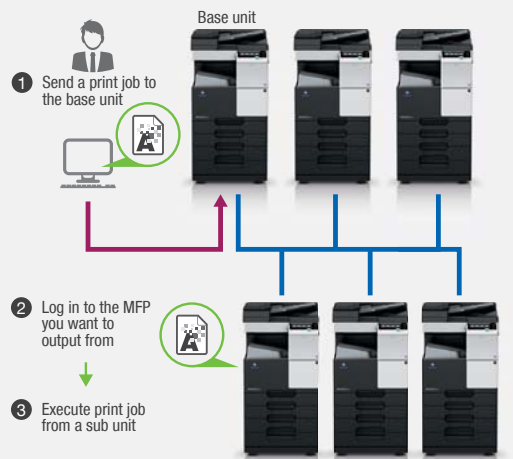 Base unit
1 Send a print job to
the base unit
2 Log in to the MFP
you want to
output from
3 Execute print job
from a sub unit